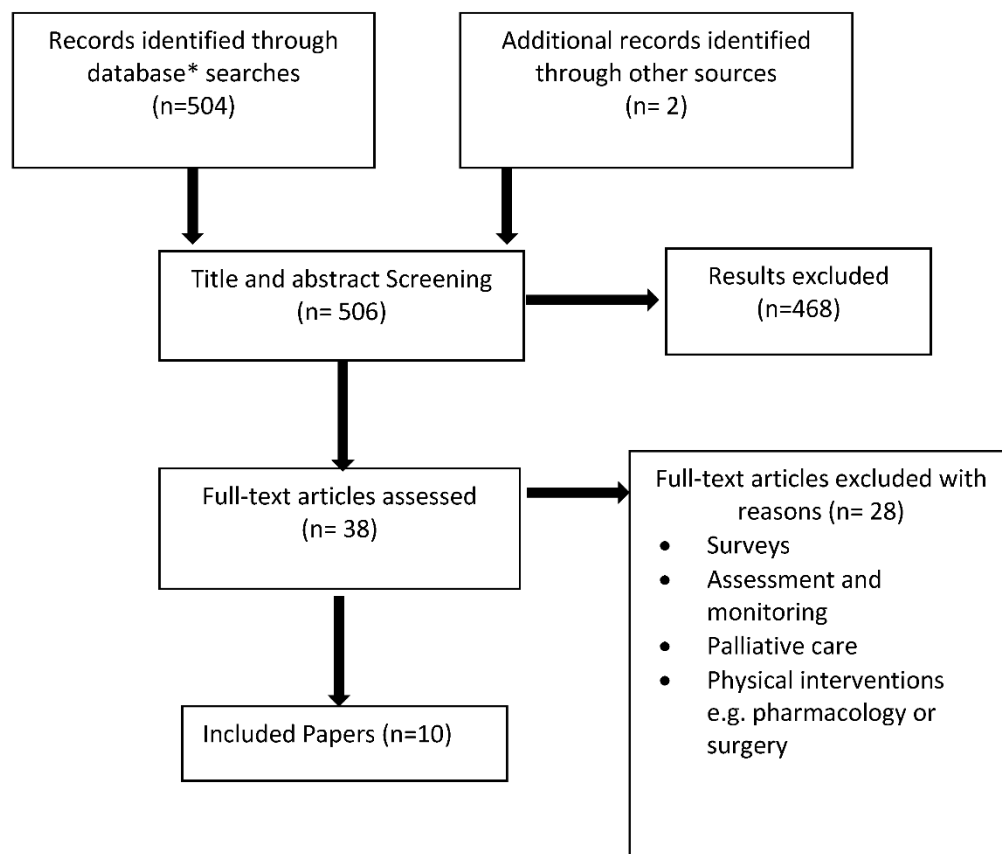 Records identified through
database* searches
(n=504)
Additional records identified
through other sources
(n= 2)
Title and abstract Screening
(n= 506)
Results excluded
(n=468)
Full-text articles assessed
(n= 38)
Full-text articles excluded with
reasons (n= 28)
• Surveys
• Assessment and
monitoring
• Palliative care
• Physical interventions
e.g. pharmacology or
surgery
Included Papers (n=10)